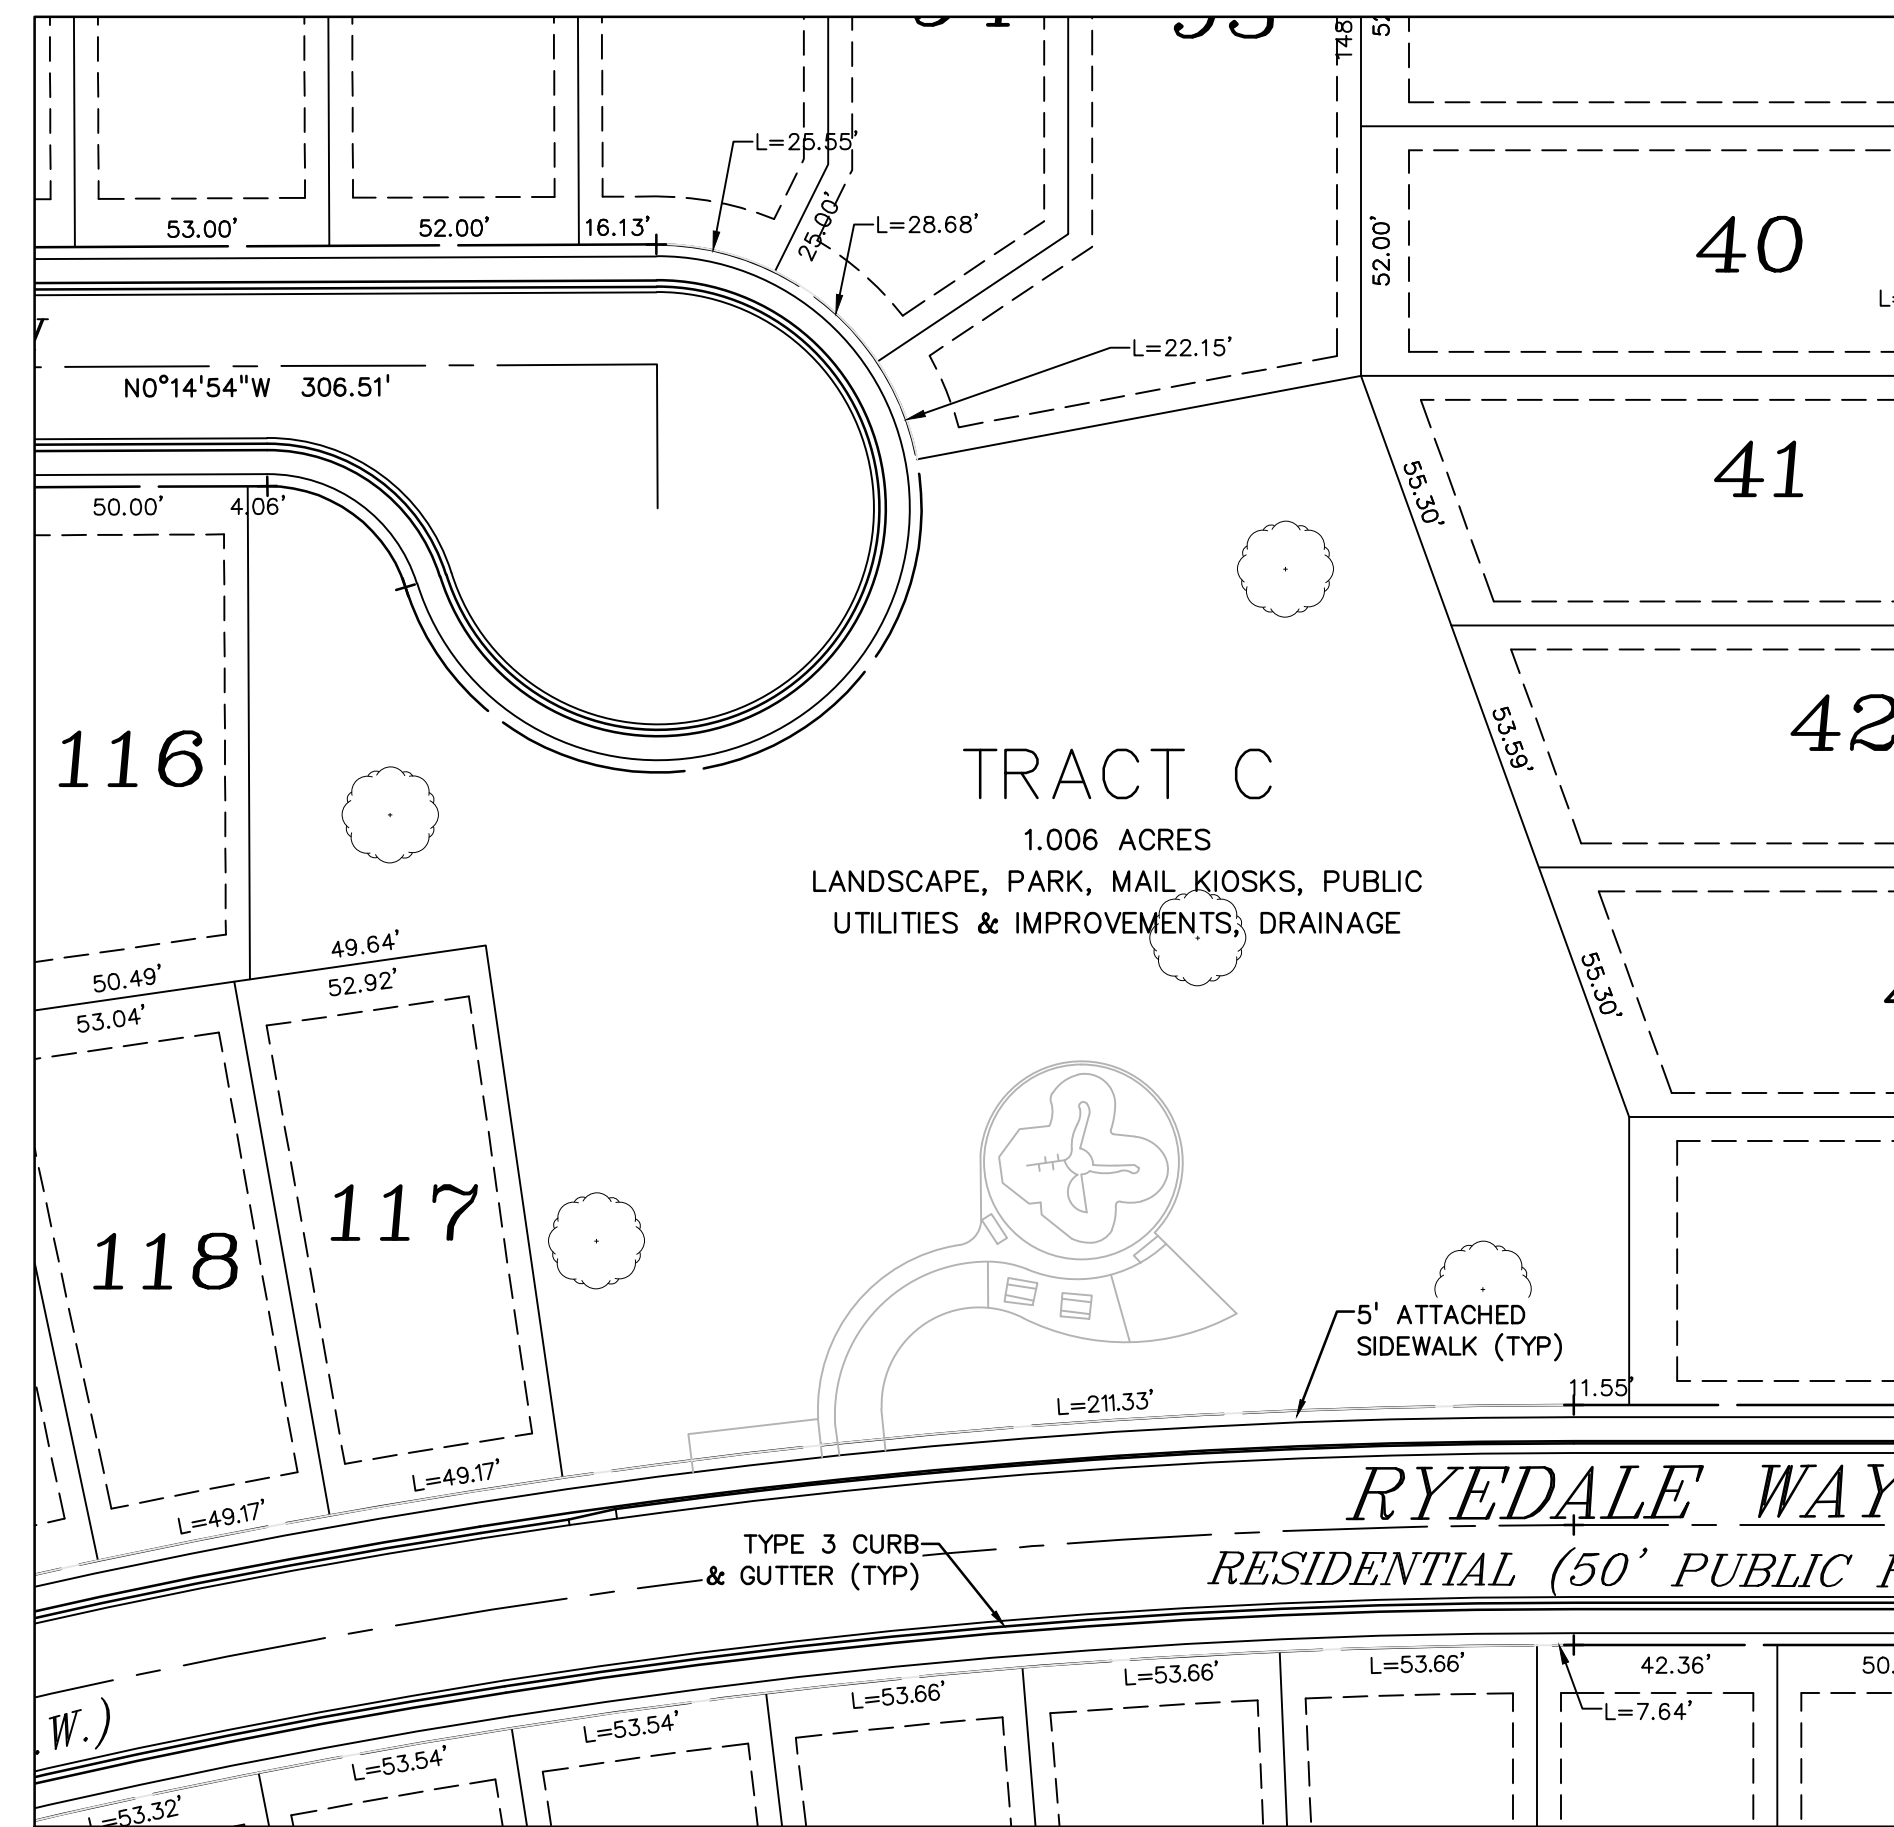 148
L=25.55'
53.00'
52.00'
16.13'
25.00'
L=28.68'
52.00'
40
L=22.15'
N0°14'54"W 306.51'
50.00'
4.06'
41
55.30'
116
42
53.59'
TRACT C
1.006 ACRES
LANDSCAPE, PARK, MAIL KIOSKS, PUBLIC
UTILITIES & IMPROVEMENTS, DRAINAGE
49.64'
50.49'
52.92'
53.04'
55.30'
117
118
5' ATTACHED
SIDEWALK (TYP)
11.55'
L=211.33'
L=49.17'
L=49.17'
RYEDALE WAY
TYPE 3 CURB
& GUTTER (TYP)
RESIDENTIAL (50' PUBLIC
.W.)
L=53.66'
L=53.66'
L=53.66'
42.36'
50.
L=7.64'
L=53.54'
L=53.54'
L=53.32'